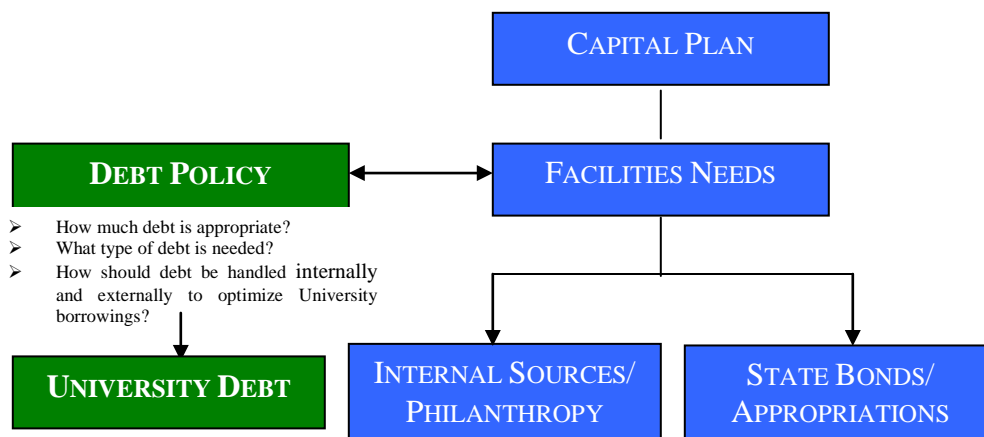 CAPITAL PLAN
DEBT POLICY
FACILITIES NEEDS
➢ How much debt is appropriate?
➢ What type of debt is needed?
➢ How should debt be handled internally
and externally to optimize University
borrowings?
UNIVERSITY DEBT
INTERNAL SOURCES/
PHILANTHROPY
STATE BONDS/
APPROPRIATIONS